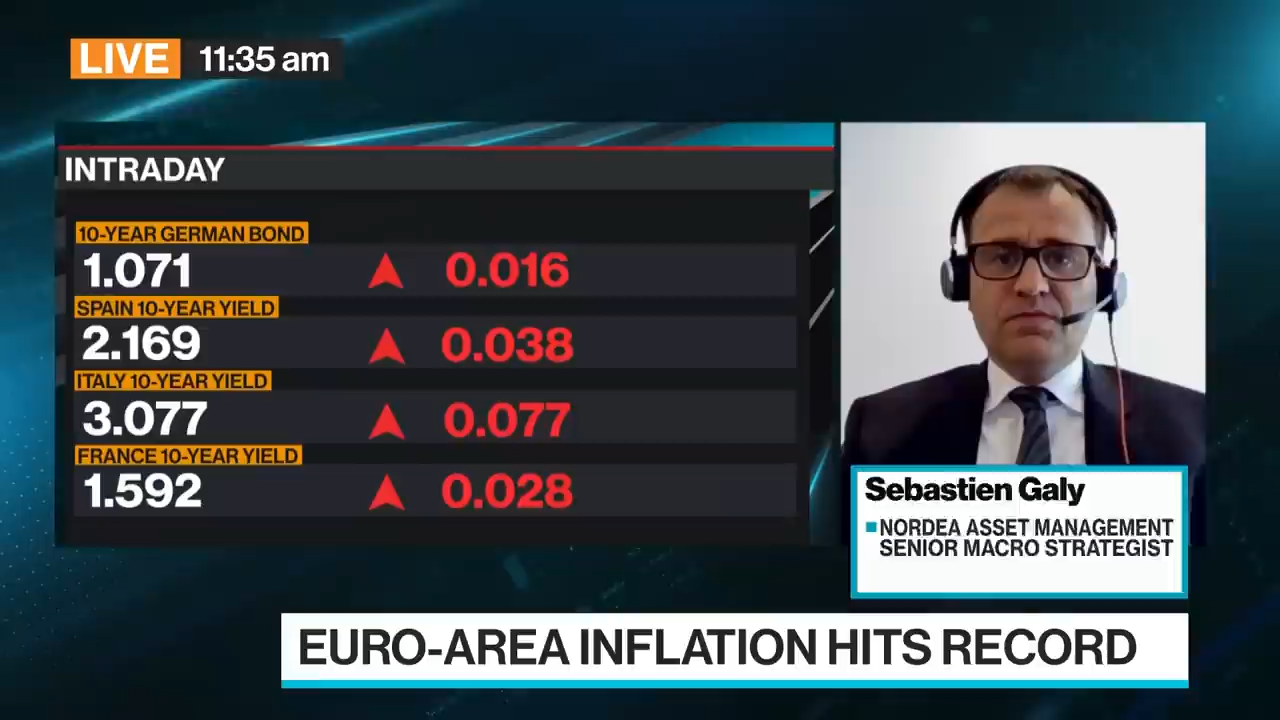 LIVE 11:35 am
INTRADAY
10-YEAR GERMAN BOND
1.071 ▲ 0.016
SPAIN 10-YEAR YIELD
2.169 ▲ 0.038
ITALY 10-YEAR YIELD
3.077 ▲ 0.077
FRANCE 10-YEAR YIELD
1.592 ▲ 0.028
Sebastien Galy
NORDEA ASSET MANAGEMENT
SENIOR MACRO STRATEGIST
EURO-AREA INFLATION HITS RECORD